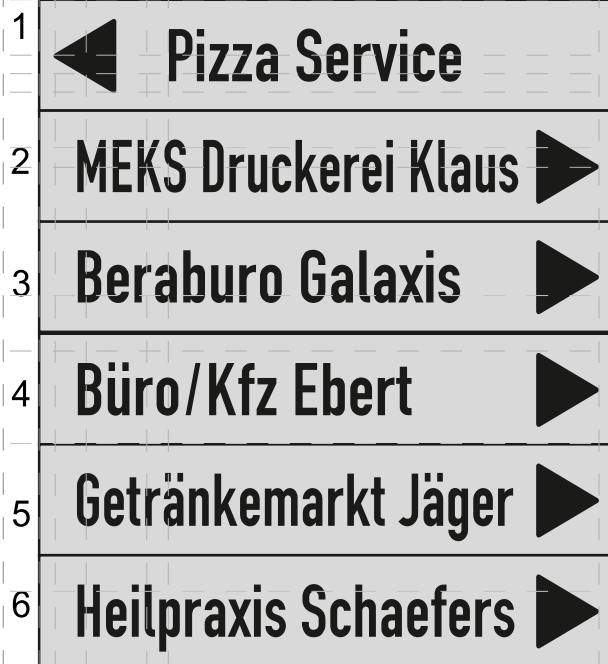 1 Pizza Service
2 MEKS Druckerei Klaus
3 Beraburo Galaxis
4 Büro/Kfz Ebert
5 Getränkemarkt Jäger
6 Heilpraxis Schaefers